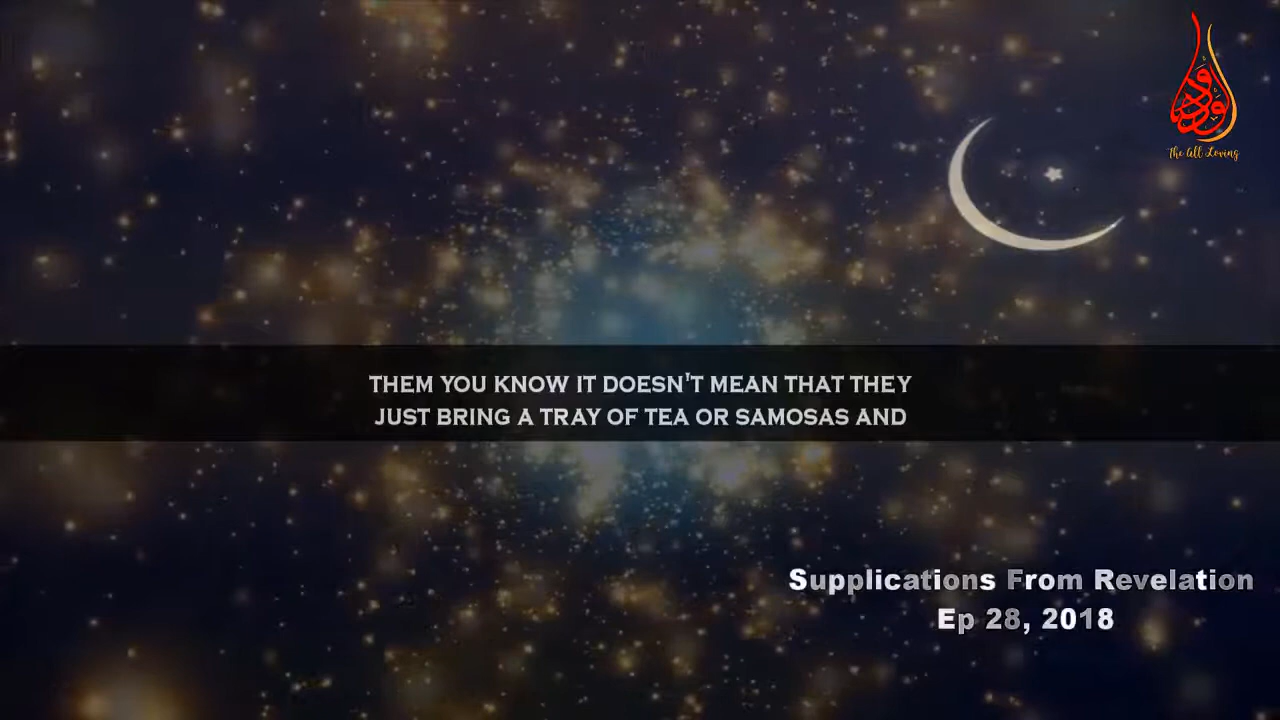 The All Loving
THEM YOU KNOW IT DOESN'T MEAN THAT THEY
JUST BRING A TRAY OF TEA OR SAMOSAS AND
Supplications From Revelation
Ep 28, 2018